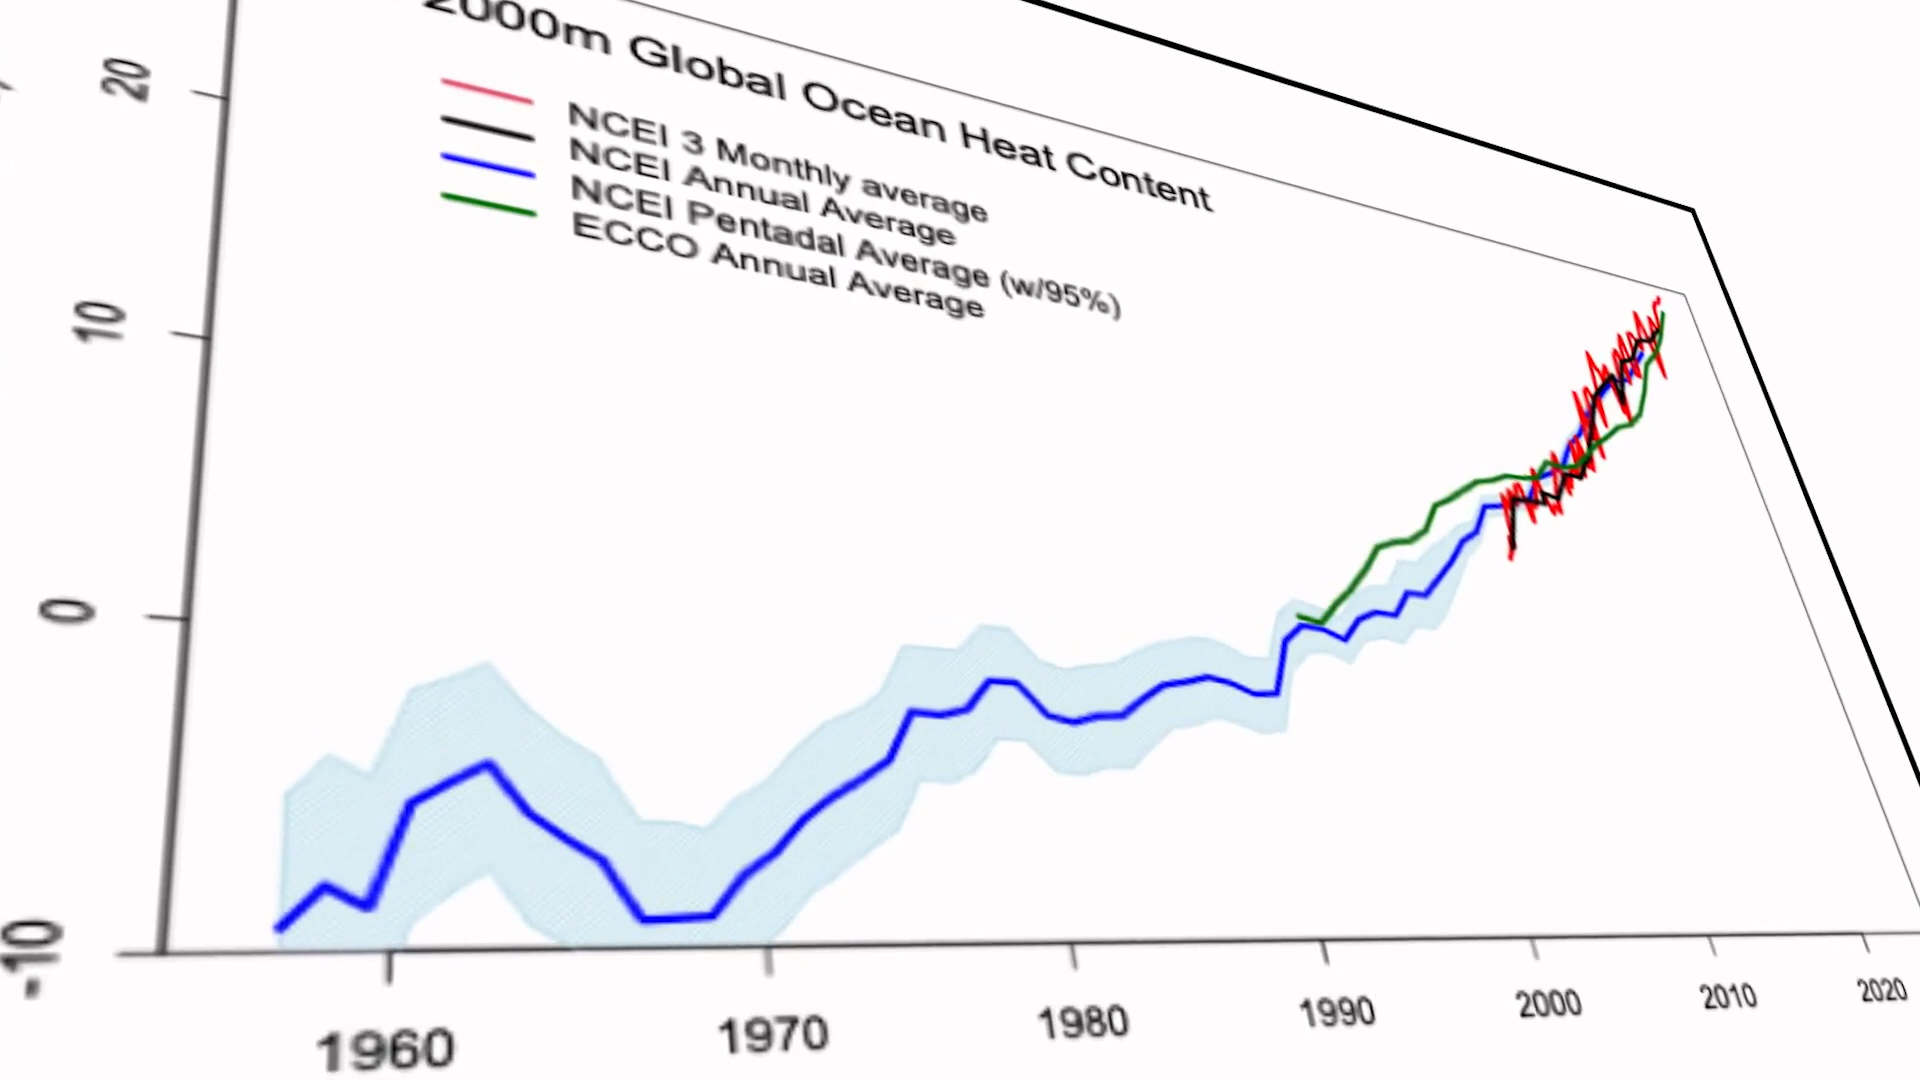 2000m Global Ocean Heat Content
NCEI 3 Monthly average
NCEI Annual Average
NCEI Pentadal Average (w/95%)
ECCO Annual Average
20
10
0
-10
1960
1970
1980
1990
2000
2010
2020